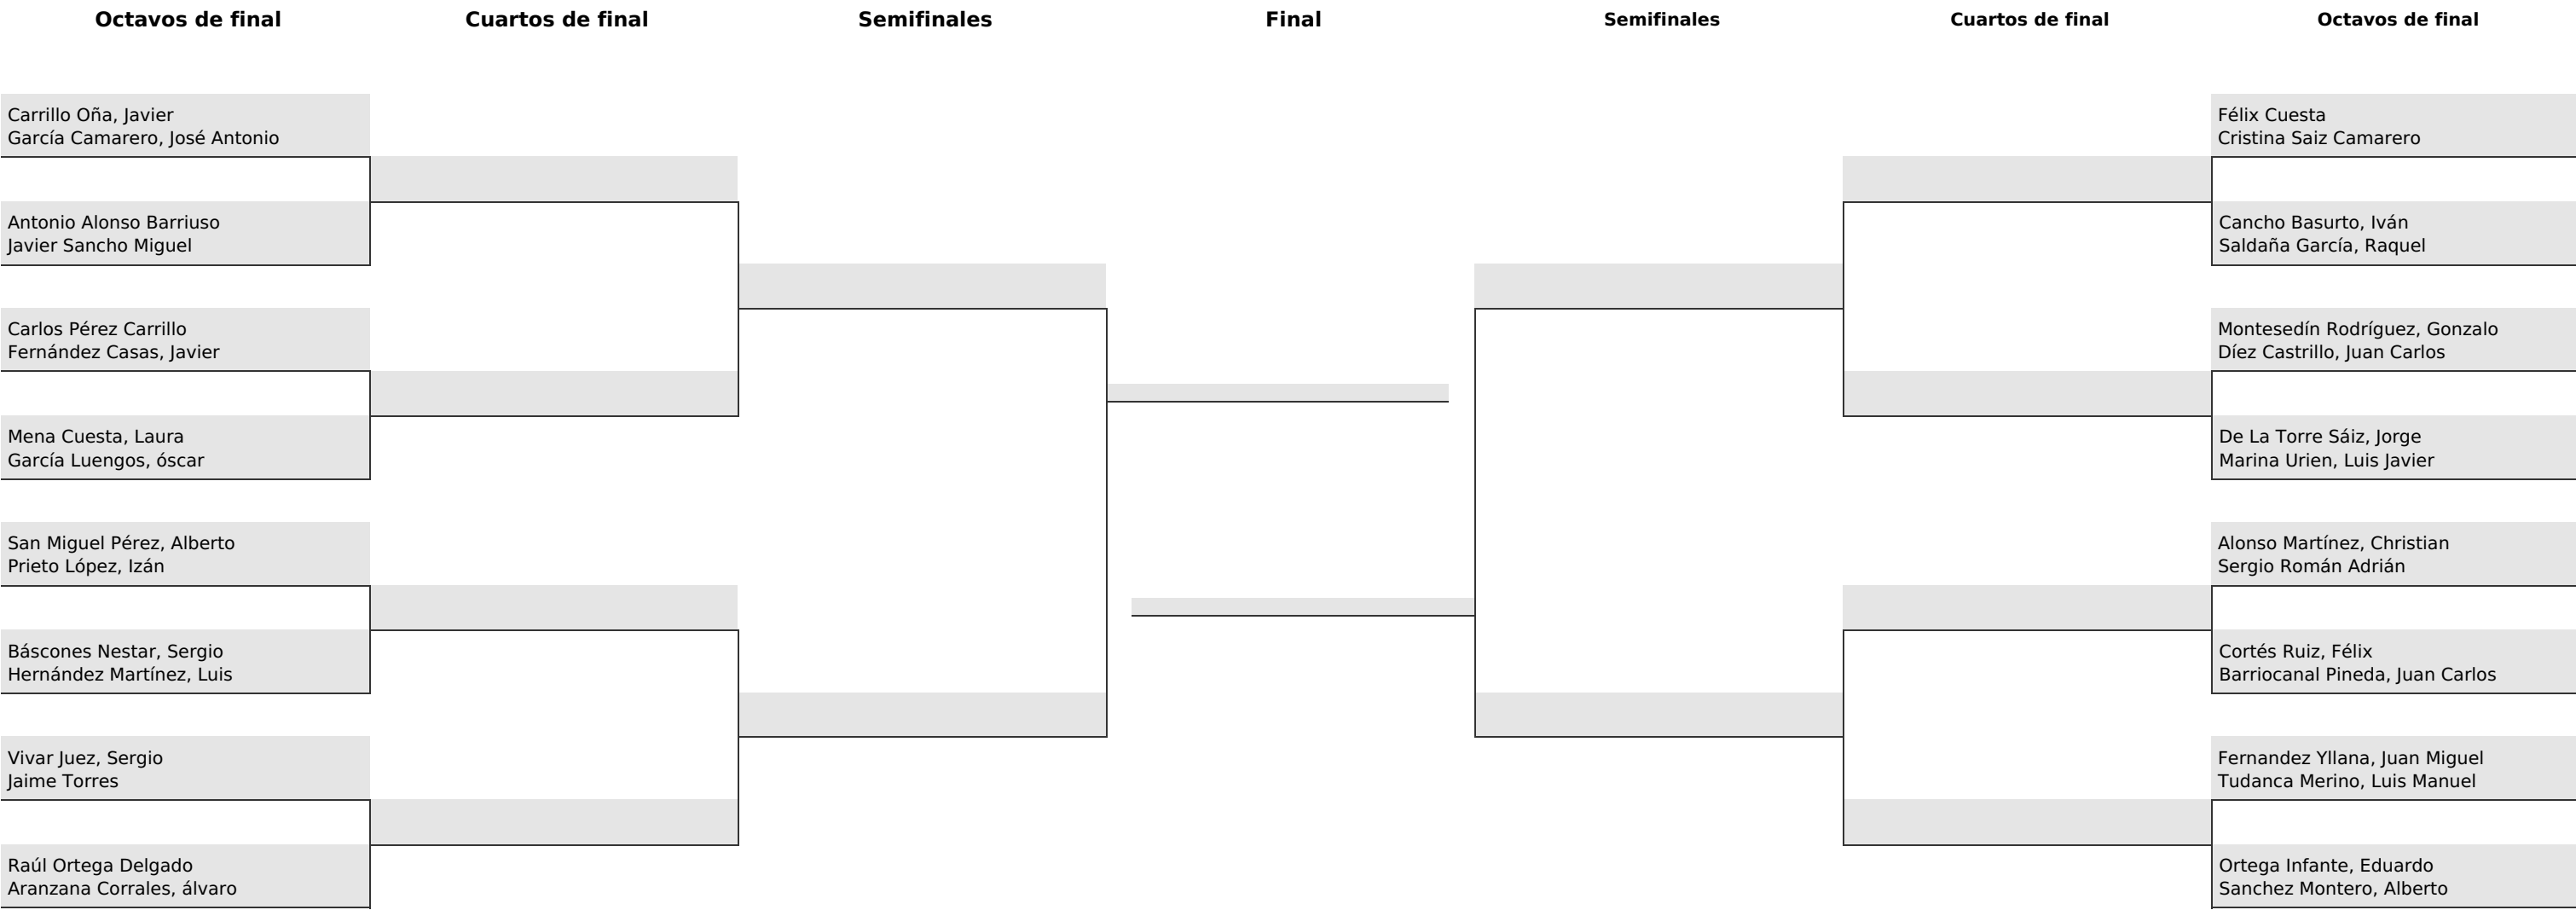 Octavos de final
Cuartos de final
Semifinales
Final
Semifinales
Cuartos de final
Octavos de final
Carrillo Oña, Javier
García Camarero, José Antonio
Antonio Alonso Barriuso
Javier Sancho Miguel
Carlos Pérez Carrillo
Fernández Casas, Javier
Mena Cuesta, Laura
García Luengos, óscar
San Miguel Pérez, Alberto
Prieto López, Izán
Báscones Nestar, Sergio
Hernández Martínez, Luis
Vivar Juez, Sergio
Jaime Torres
Raúl Ortega Delgado
Aranzana Corrales, álvaro
Félix Cuesta
Cristina Saiz Camarero
Cancho Basurto, Iván
Saldaña García, Raquel
Montesedín Rodríguez, Gonzalo
Díez Castrillo, Juan Carlos
De La Torre Sáiz, Jorge
Marina Urien, Luis Javier
Alonso Martínez, Christian
Sergio Román Adrián
Cortés Ruiz, Félix
Barriocanal Pineda, Juan Carlos
Fernandez Yllana, Juan Miguel
Tudanca Merino, Luis Manuel
Ortega Infante, Eduardo
Sanchez Montero, Alberto